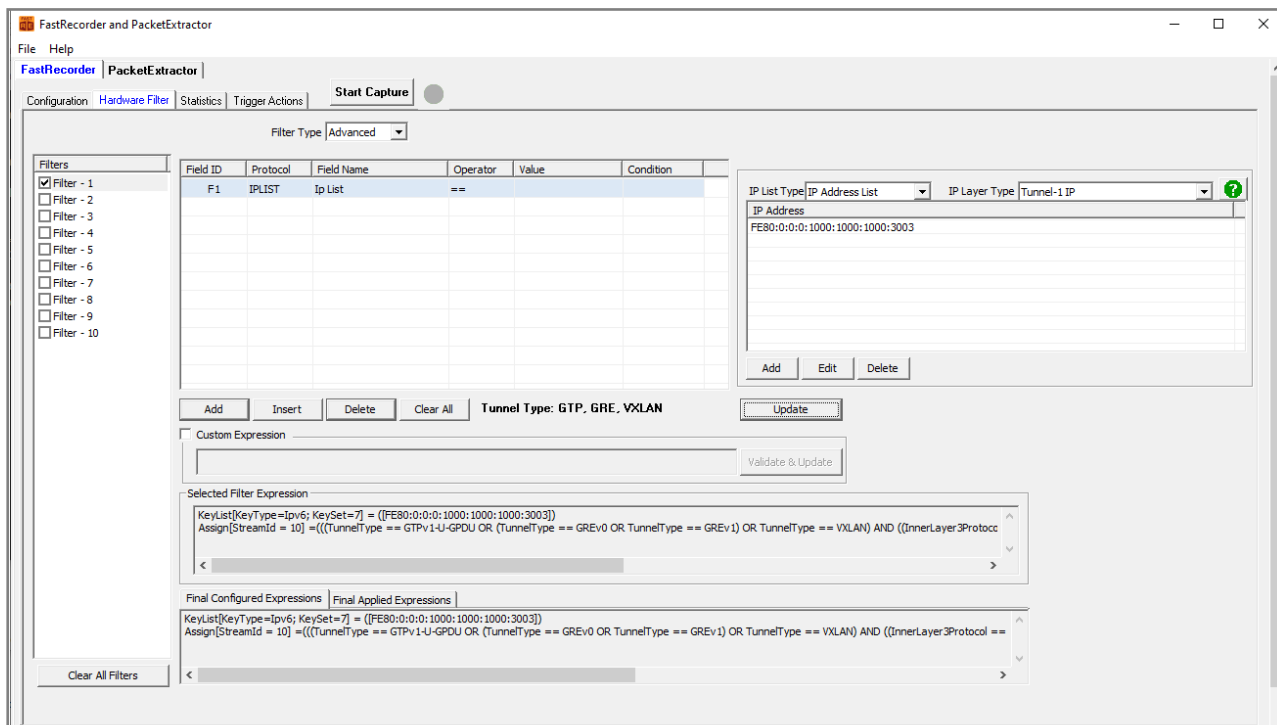 FastRecorder and PacketExtractor
File Help
FastRecorder PacketExtractor
Configuration Hardware Filter Statistics Trigger Actions Start Capture
Filter Type Advanced
Filters
Filter - 1
Filter - 2
Filter - 3
Filter - 4
Filter - 5
Filter - 6
Filter - 7
Filter - 8
Filter - 9
Filter - 10
Clear All Filters
Field ID Protocol Field Name Operator Value Condition
F1 IPLIST Ip List ==
IP List Type IP Address List IP Layer Type Tunnel-1 IP ?
IP Address
FE80:0:0:0:1000:1000:1000:3003
Add Edit Delete
Add Insert Delete Clear All Tunnel Type: GTP, GRE, VXLAN Update
Custom Expression
Validate & Update
Selected Filter Expression
KeyList[KeyType=Ipv6; KeySet=7] = ([FE80:0:0:0:1000:1000:1000:3003])
Assign[StreamId = 10] =(((TunnelType == GTPv1-U-GPDU OR (TunnelType == GREv0 OR TunnelType == GREv1) OR TunnelType == VXLAN) AND ((InnerLayer3Protoc
Final Configured Expressions Final Applied Expressions
KeyList[KeyType=Ipv6; KeySet=7] = ([FE80:0:0:0:1000:1000:1000:3003])
Assign[StreamId = 10] =(((TunnelType == GTPv1-U-GPDU OR (TunnelType == GREv0 OR TunnelType == GREv1) OR TunnelType == VXLAN) AND ((InnerLayer3Protocol ==